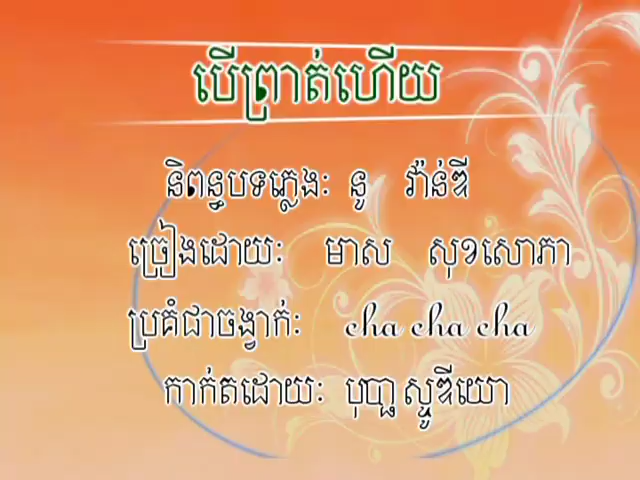 បើព្រាត់ហើយ
និពន្ធបទភ្លេងៈ នូ វ៉ាន់ឌី
ច្រៀងដោយៈ មាស សុខសោភា
ប្រគំជាចង្វាក់ៈ cha cha cha
កាក់តដោយៈ បុប្ផា ស្ទូឌីយោ